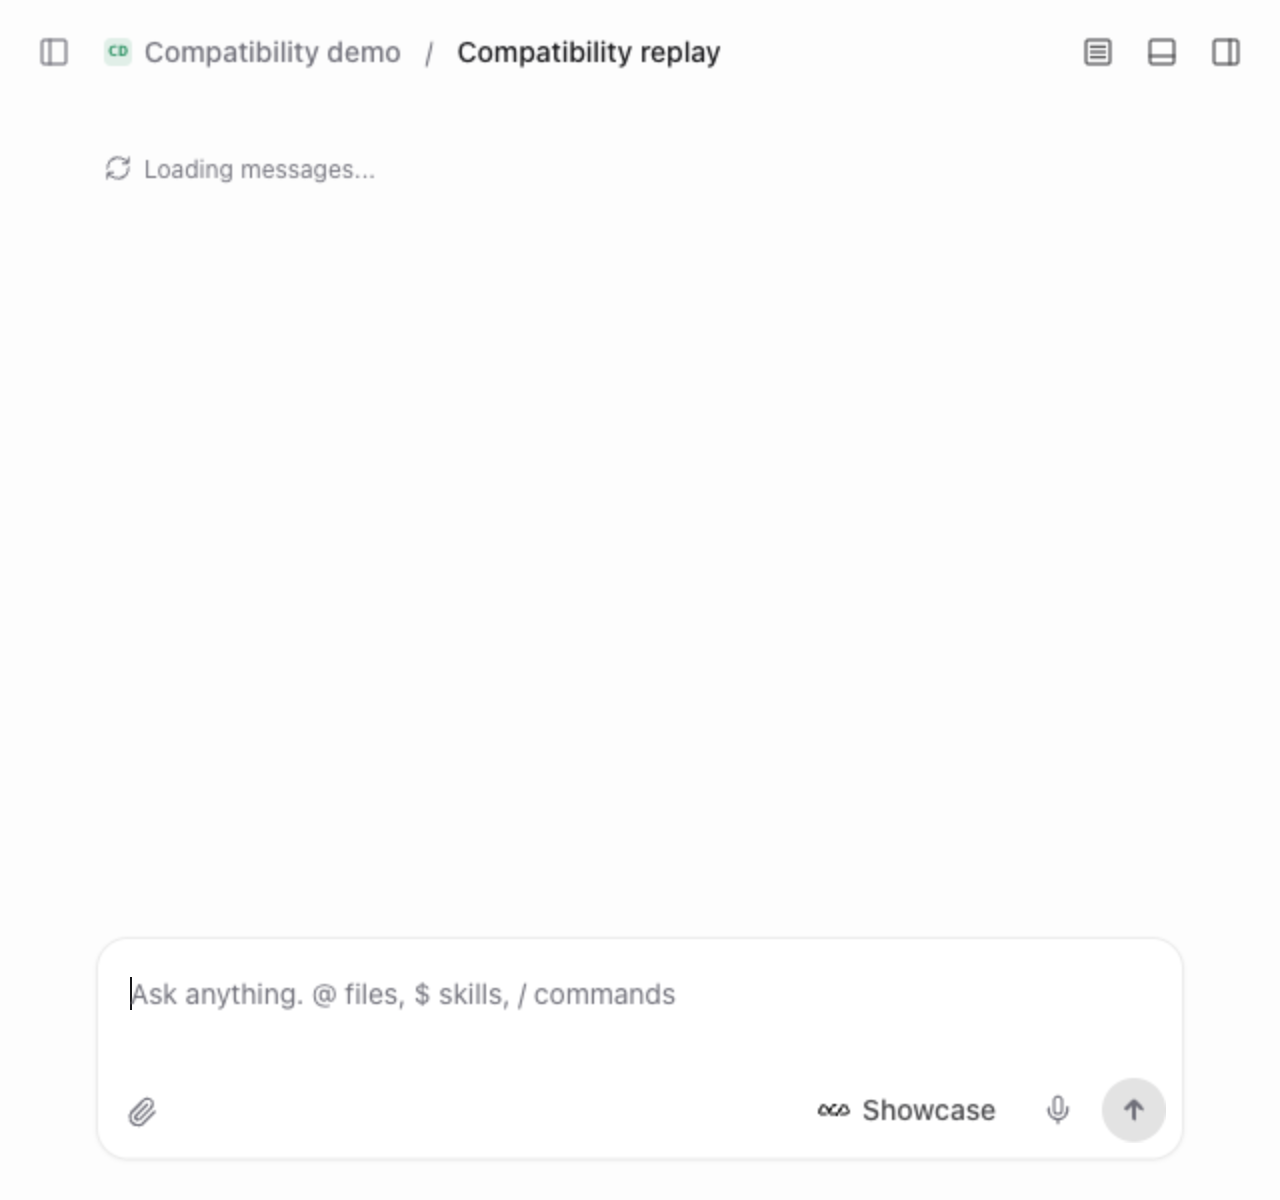 CD Compatibility demo / Compatibility replay
Loading messages...
Ask anything. @ files, $ skills, / commands
Showcase